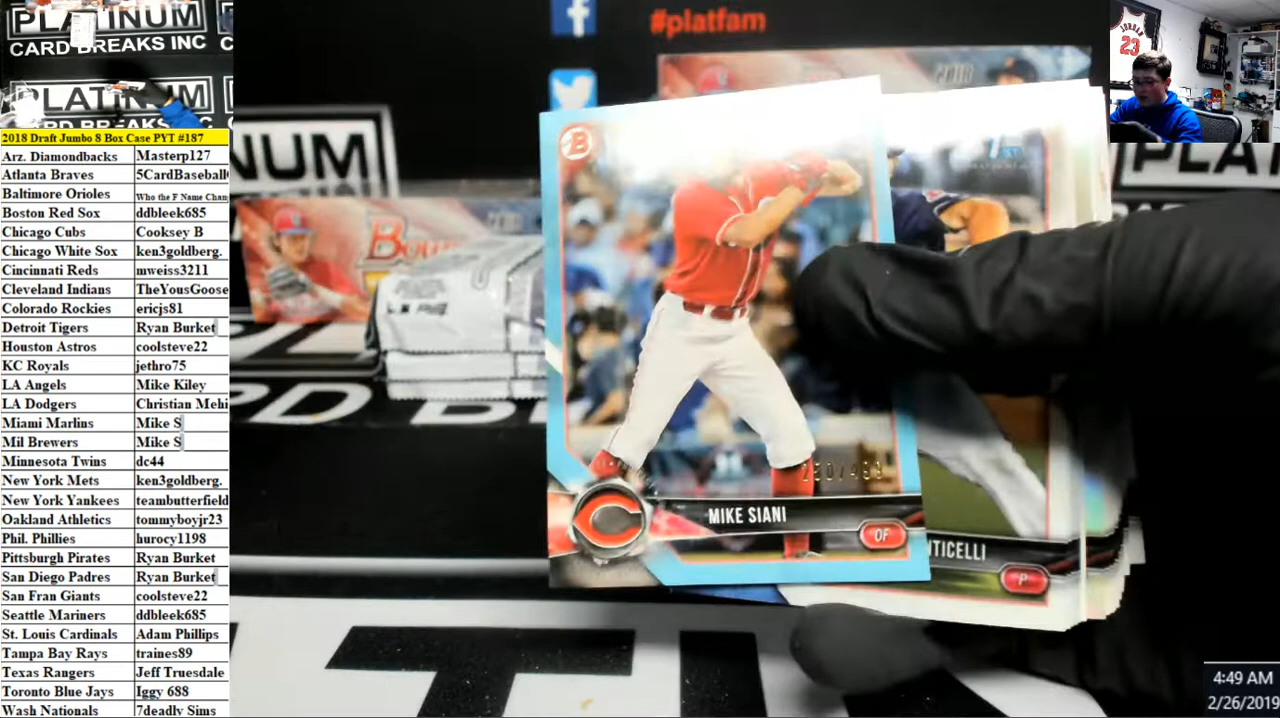 PLATINUM
CARD BREAKS INC
PLATINUM
2018 Draft Jumbo 8 Box Case PYT #187
Arz. Diamondbacks Masterp127
Atlanta Braves 5CardBaseball
Baltimore Orioles Who the F Name Chan
Boston Red Sox ddbleek685
Chicago Cubs Cooksey B
Chicago White Sox ken3goldberg.
Cincinnati Reds mweiss3211
Cleveland Indians TheYousGoose
Colorado Rockies ericjs81
Detroit Tigers Ryan Burket
Houston Astros coolsteve22
KC Royals jethro75
LA Angels Mike Kiley
LA Dodgers Christian Mehi
Miami Marlins Mike S
Mil Brewers Mike S
Minnesota Twins dc44
New York Mets ken3goldberg.
New York Yankees teambutterfield
Oakland Athletics tommyboyjr23
Phil. Phillies hurocy1198
Pittsburgh Pirates Ryan Burket
San Diego Padres Ryan Burket
San Fran Giants coolsteve22
Seattle Mariners ddbleek685
St. Louis Cardinals Adam Phillips
Tampa Bay Rays traines89
Texas Rangers Jeff Truesdale
Toronto Blue Jays Iggy 688
Wash Nationals 7deadly Sims
#platfam
2018
NUM
B
MIKE SIANI
OF
C
NTICELLI
P
JORDAN
23
PLAT
4:49 AM
2/26/2019